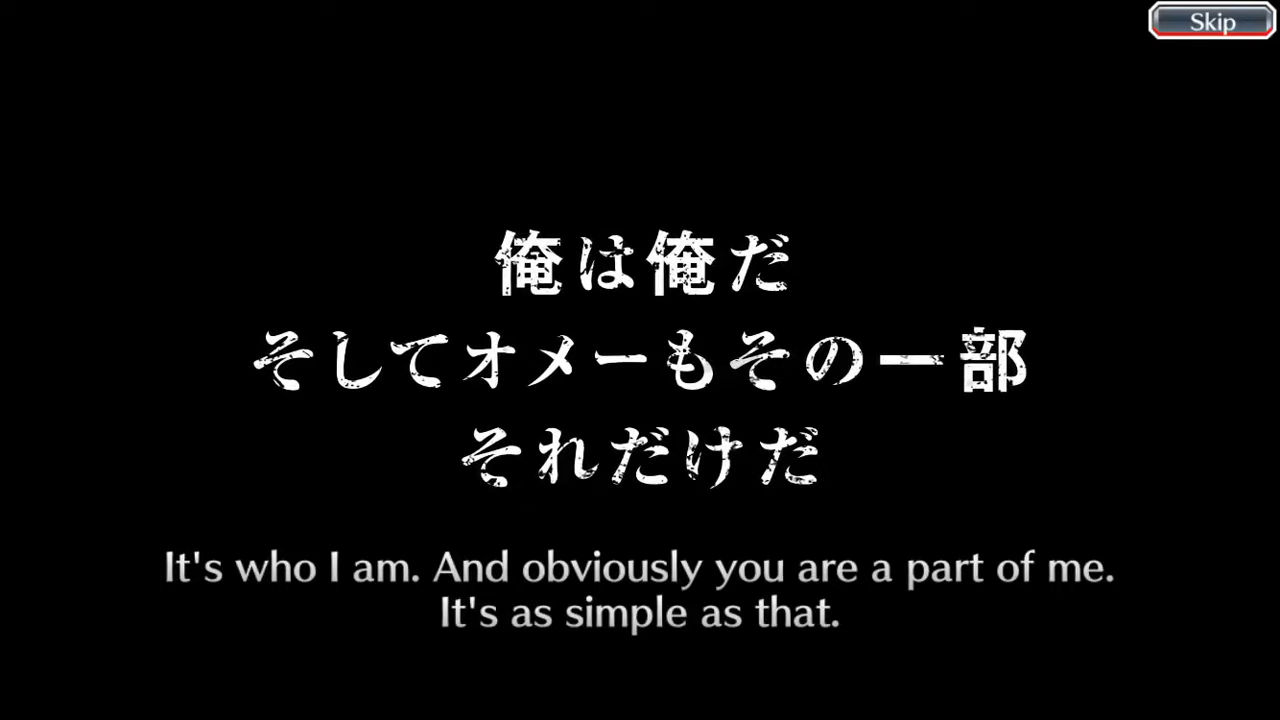 Skip
俺は俺だ
そしてオメーもその一部
それだけだ
It's who I am. And obviously you are a part of me.
It's as simple as that.